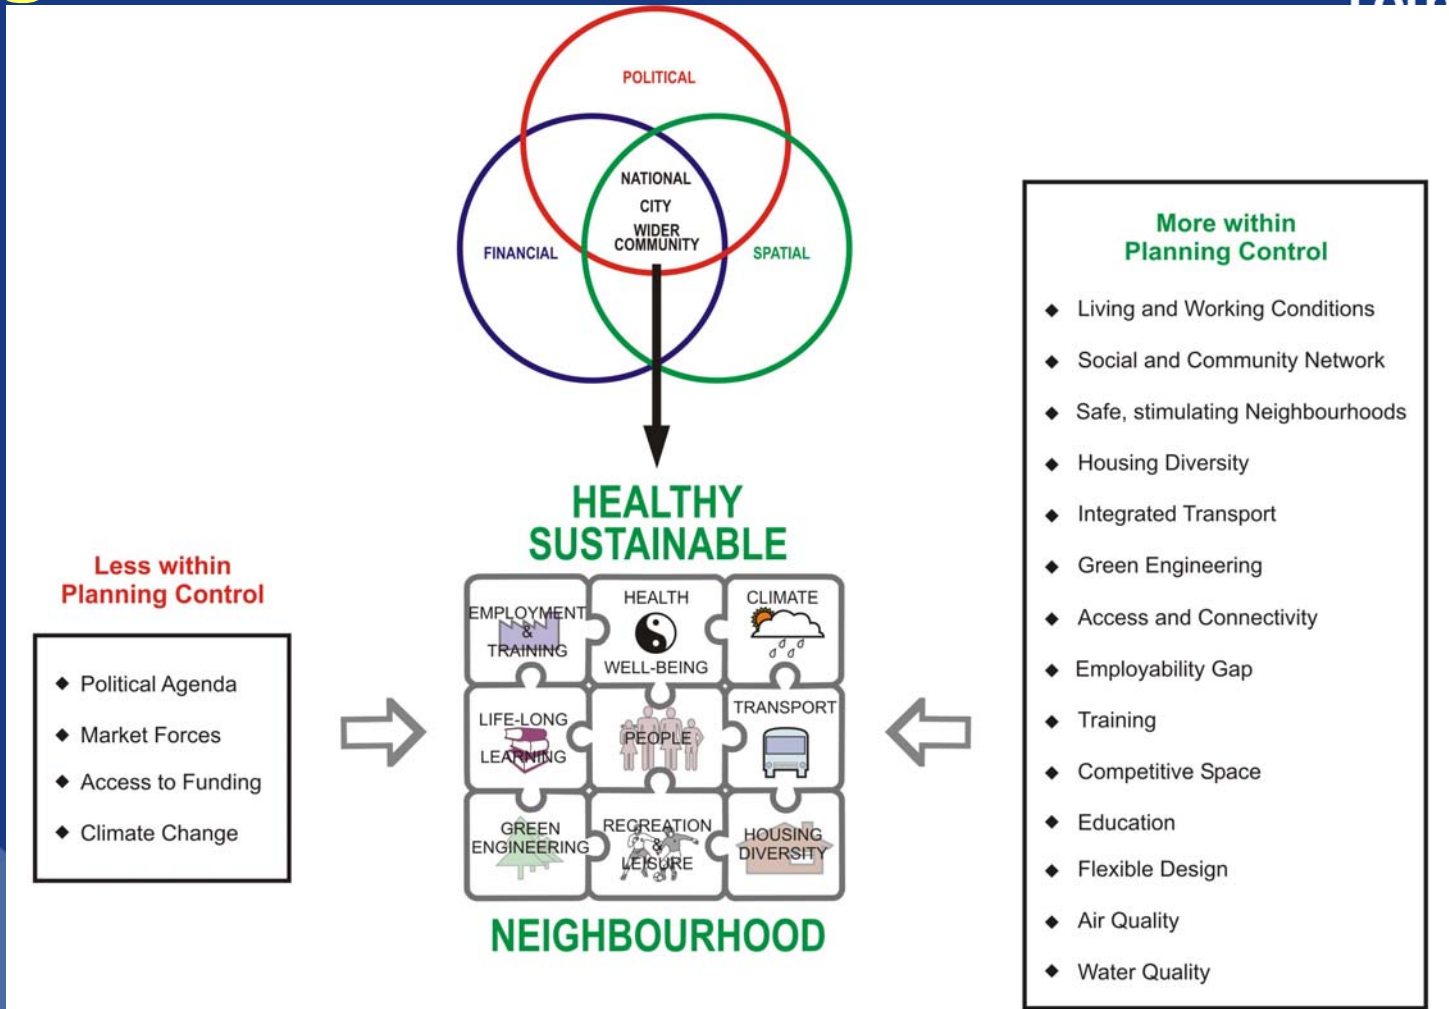 POLITICAL
NATIONAL
CITY
WIDER
COMMUNITY
FINANCIAL
SPATIAL
HEALTHY
SUSTAINABLE
Less within
Planning Control
◆ Political Agenda
◆ Market Forces
◆ Access to Funding
◆ Climate Change
EMPLOYMENT
&
TRAINING
HEALTH
WELL-BEING
CLIMATE
LIFE-LONG
LEARNING
PEOPLE
TRANSPORT
GREEN
ENGINEERING
RECREATION
&
LEISURE
HOUSING
DIVERSITY
NEIGHBOURHOOD
More within
Planning Control
◆ Living and Working Conditions
◆ Social and Community Network
◆ Safe, stimulating Neighbourhoods
◆ Housing Diversity
◆ Integrated Transport
◆ Green Engineering
◆ Access and Connectivity
◆ Employability Gap
◆ Training
◆ Competitive Space
◆ Education
◆ Flexible Design
◆ Air Quality
◆ Water Quality